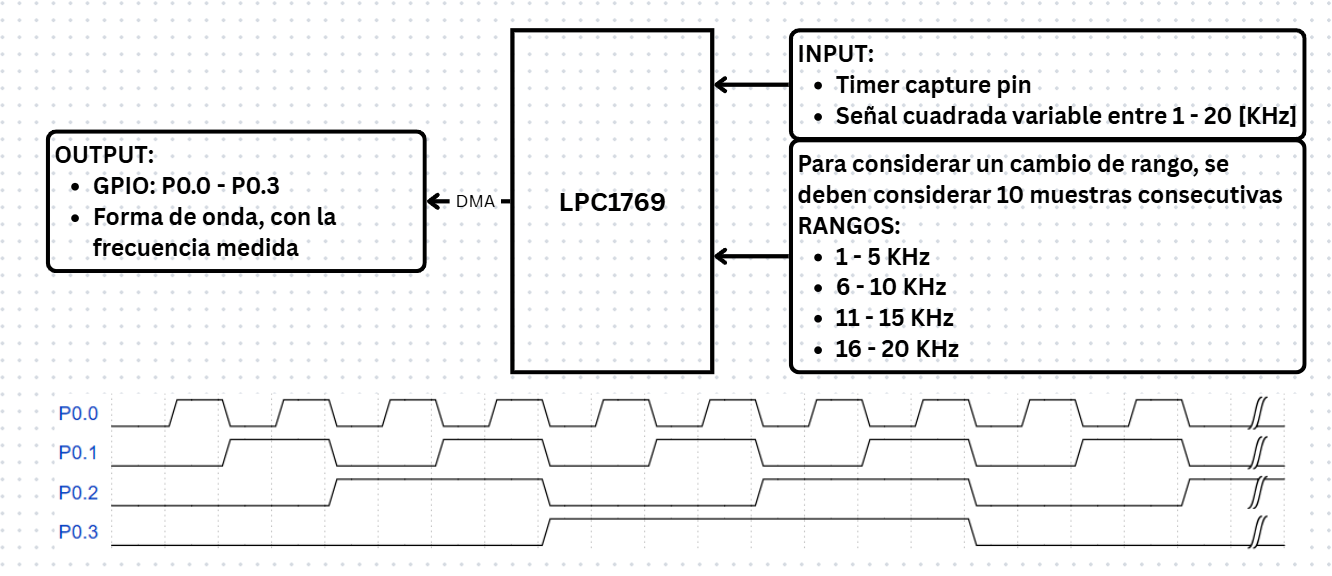 OUTPUT:
• GPIO: P0.0 - P0.3
• Forma de onda, con la
frecuencia medida
DMA
LPC1769
INPUT:
• Timer capture pin
• Señal cuadrada variable entre 1 - 20 [KHz]
Para considerar un cambio de rango, se
deben considerar 10 muestras consecutivas
RANGOS:
• 1 - 5 KHz
• 6 - 10 KHz
• 11 - 15 KHz
• 16 - 20 KHz
P0.0
P0.1
P0.2
P0.3